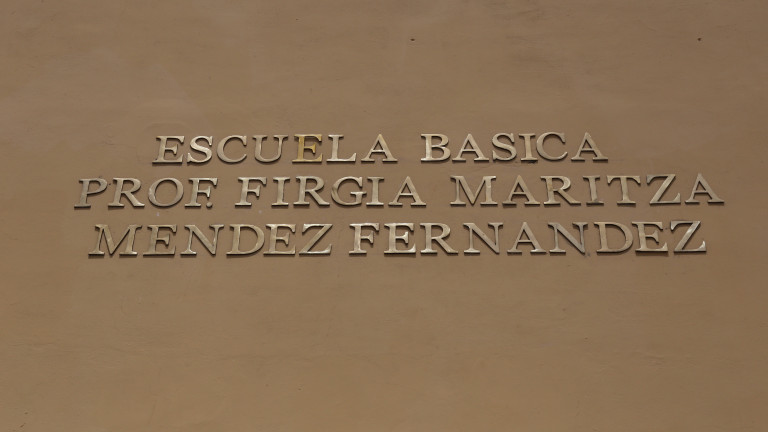 ESCUELA BASICA
PROF. FIRGIA MARITZA
MENDEZ FERNANDEZ